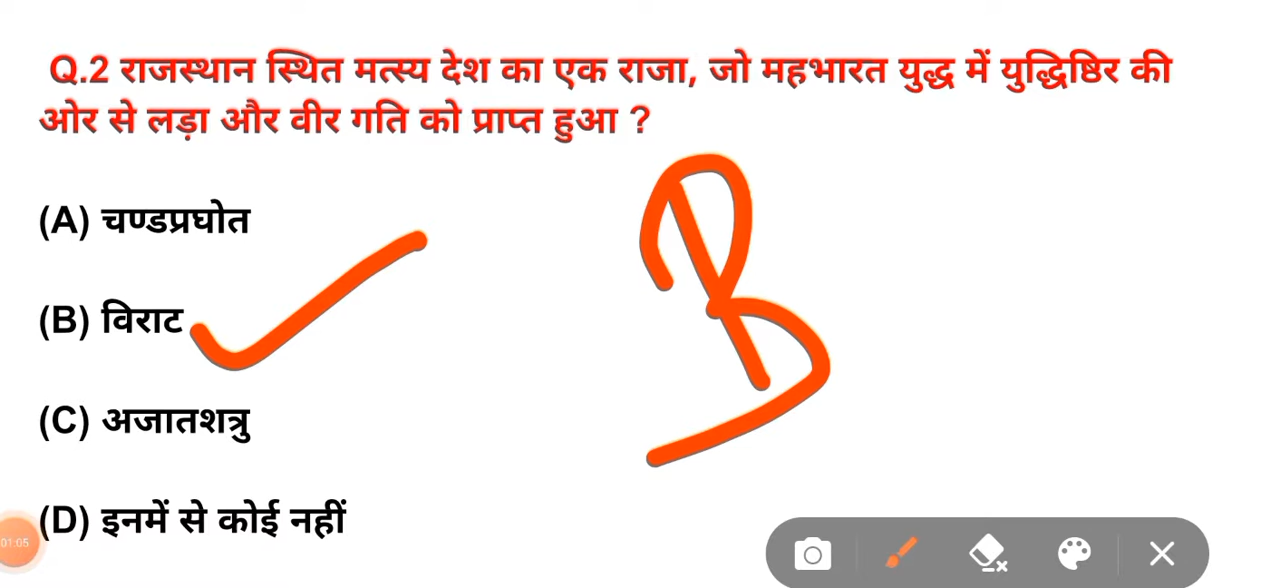 Q.2 राजस्थान स्थित मत्स्य देश का एक राजा, जो महभारत युद्ध में युद्धिष्ठिर की
ओर से लड़ा और वीर गति को प्राप्त हुआ ?
(A) चण्डप्रघोत
(B) विराट
B
(C) अजातशत्रु
(D) इनमें से कोई नहीं
01:05